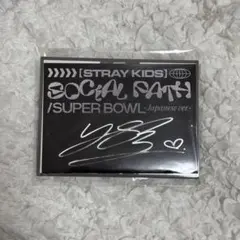 [STRAY KIDS]
SOCIAL PATH
/SUPER BOWL -Japanese ver.-